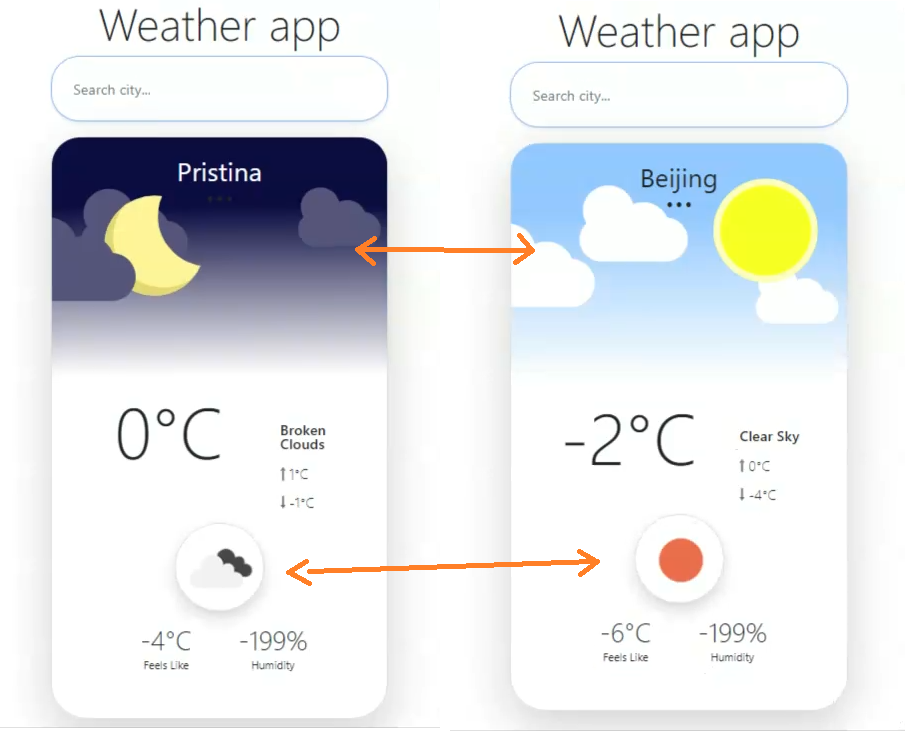 Weather app
Search city...
Pristina
0°C
Broken
Clouds
1°C
-1°C
-4°C
-199%
Feels Like
Humidity
Weather app
Search city...
Beijing
-2°C
Clear Sky
0°C
-4°C
-6°C
-199%
Feels Like
Humidity